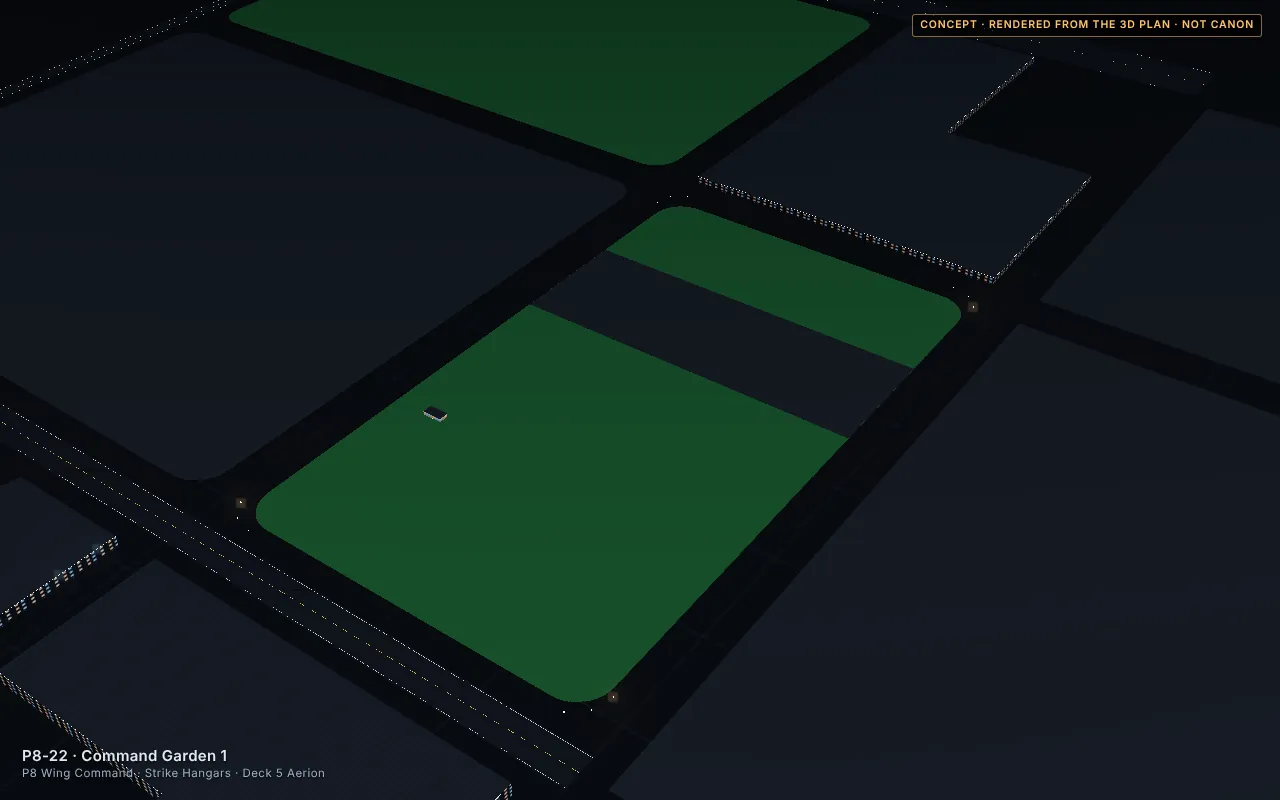 CONCEPT · RENDERED FROM THE 3D PLAN · NOT CANON
P8-22 · Command Garden 1
P8 Wing Command · Strike Hangars · Deck 5 Aerion